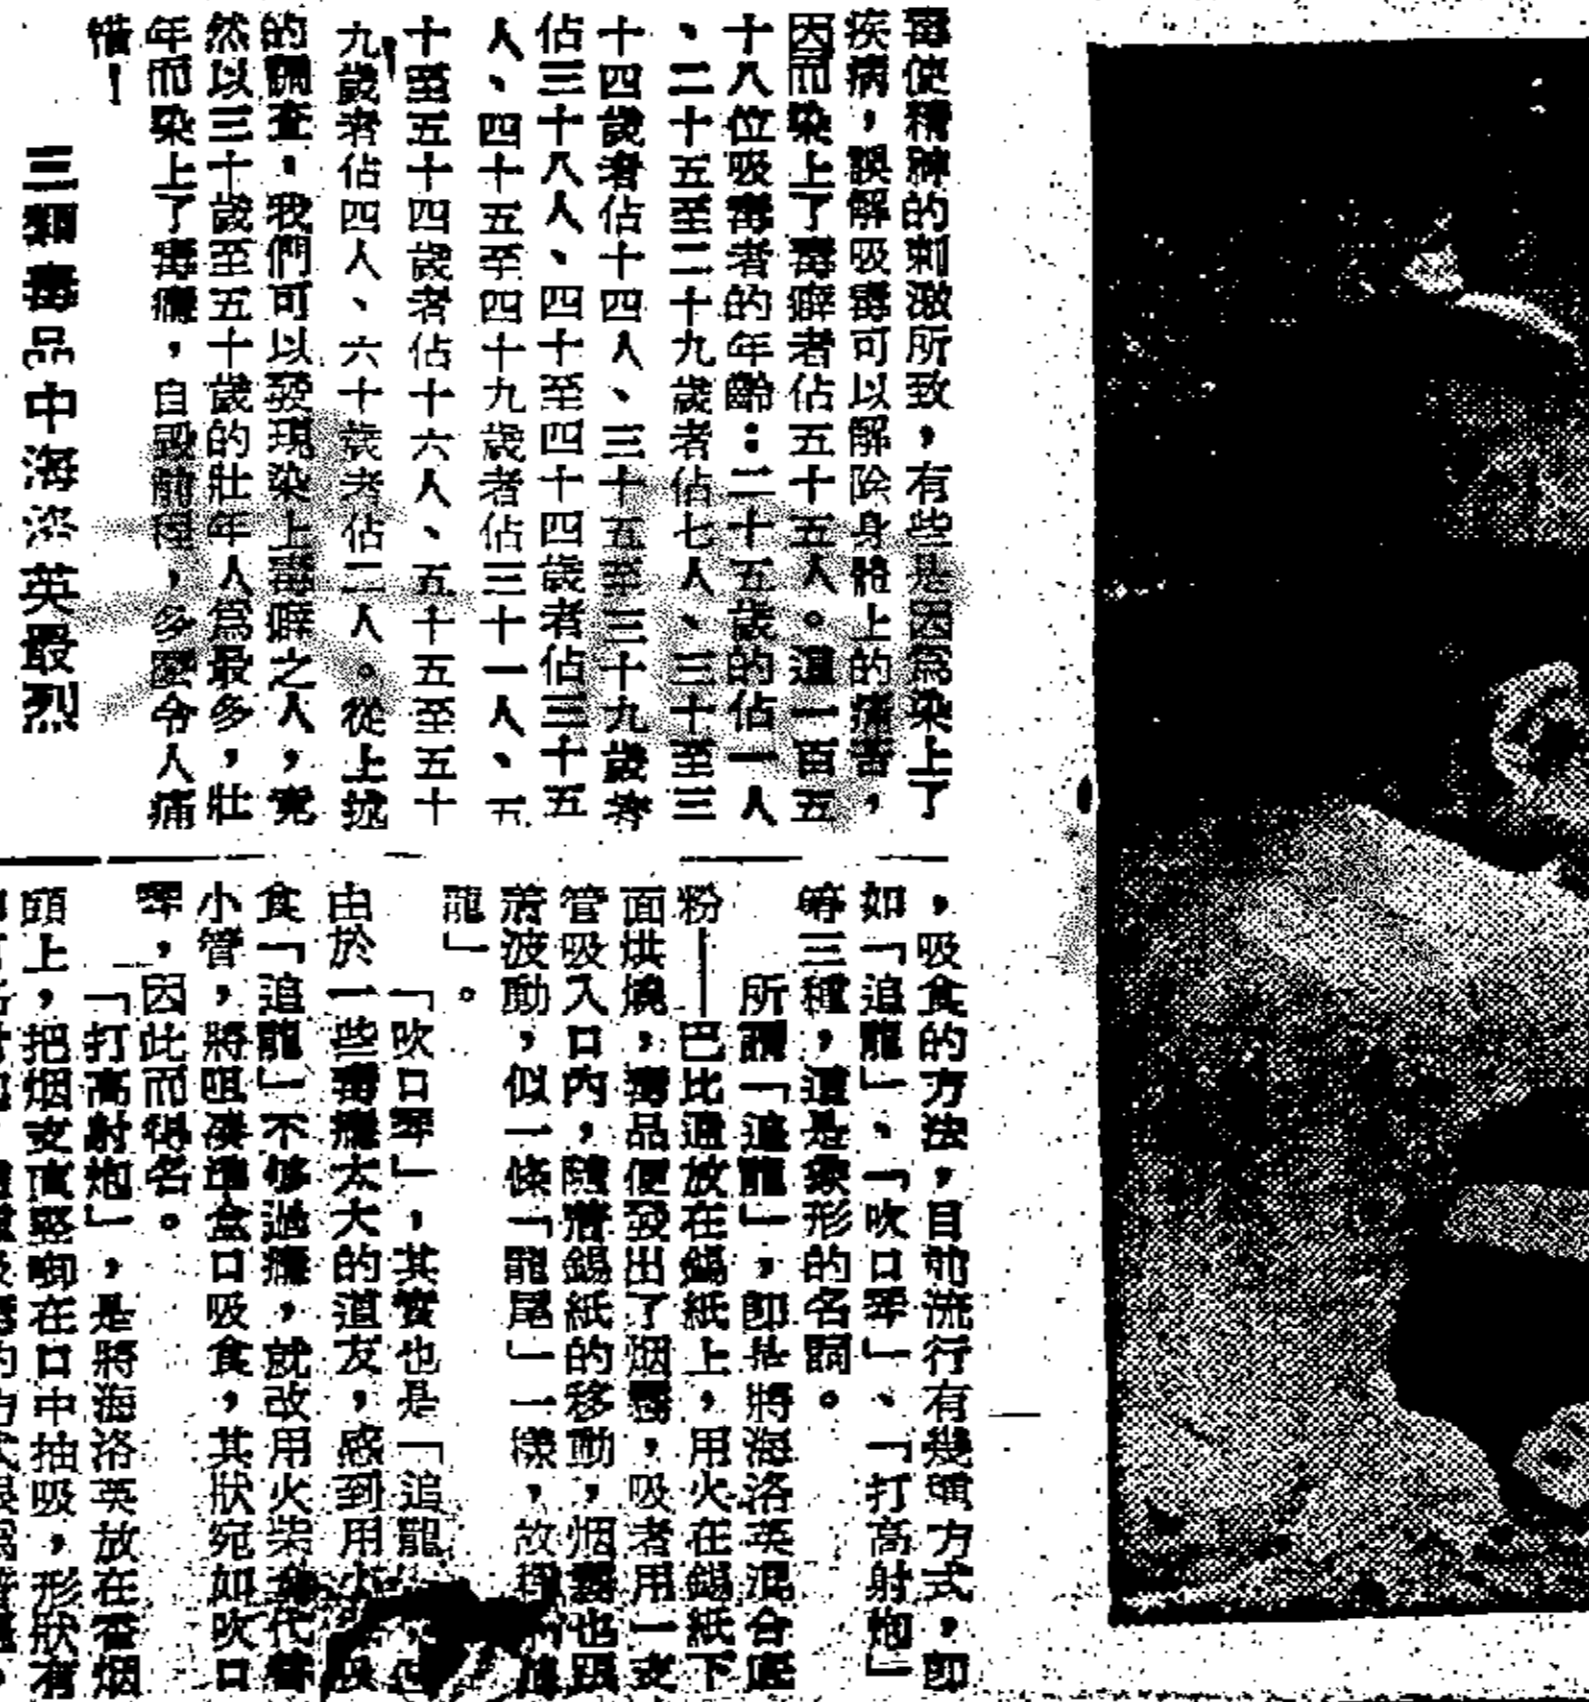 毒使精神的刺激所致，有些是因為染上了
疾病，誤解吸毒可以解除身體上的痛苦，
因而染上了毒癖者佔五十五人。這一百五
十八位吸毒者的年齡：二十五歲的佔一人
、二十五至二十九歲者佔七人、三十至三
十四歲者佔十四人、三十五至三十九歲者
佔三十八人、四十至四十四歲者佔三十五
人、四十五至四十九歲者佔三十一人、五
十至五十四歲者佔十六人、五十五至五十
九歲者佔四人、六十歲者佔二人。從上述
的調查，我們可以發現染上毒癖之人，竟
然以三十歲至五十歲的壯年人為最多，壯
年而染上了毒癮，自毀前程，多麼令人痛
惜！
三類毒品中海洛英最烈
，吸食的方法，目前流行有幾種方式，即
如「追龍」、「吹口琴」、「打高射炮」
等三種，這是象形的名詞。
所謂「追龍」，即是將海洛英混合底
粉——巴比通放在錫紙上，用火在錫紙下
面烘燒，毒品便發出了烟霧，吸者用一支
管吸入口內，隨着錫紙的移動，烟霧也跟
着波動，似一條「龍尾」一樣，故
龍」。
「吹口琴」，其實也是「追龍
由於一些毒癮太大的道友，感到用
食「追龍」不够過癮，就改用火柴盒代替
小管，將咀湊埋盒口吸食，其狀宛如吹口
琴，因此而得名。
「打高射炮」，是將海洛英放在香烟
頭上，把烟支直豎啣在口中抽吸，形狀有